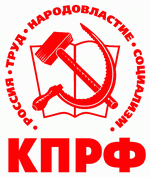 РОССИЯ • ТРУД • НАРОДОВЛАСТИЕ • СОЦИАЛИЗМ •
КПРФ